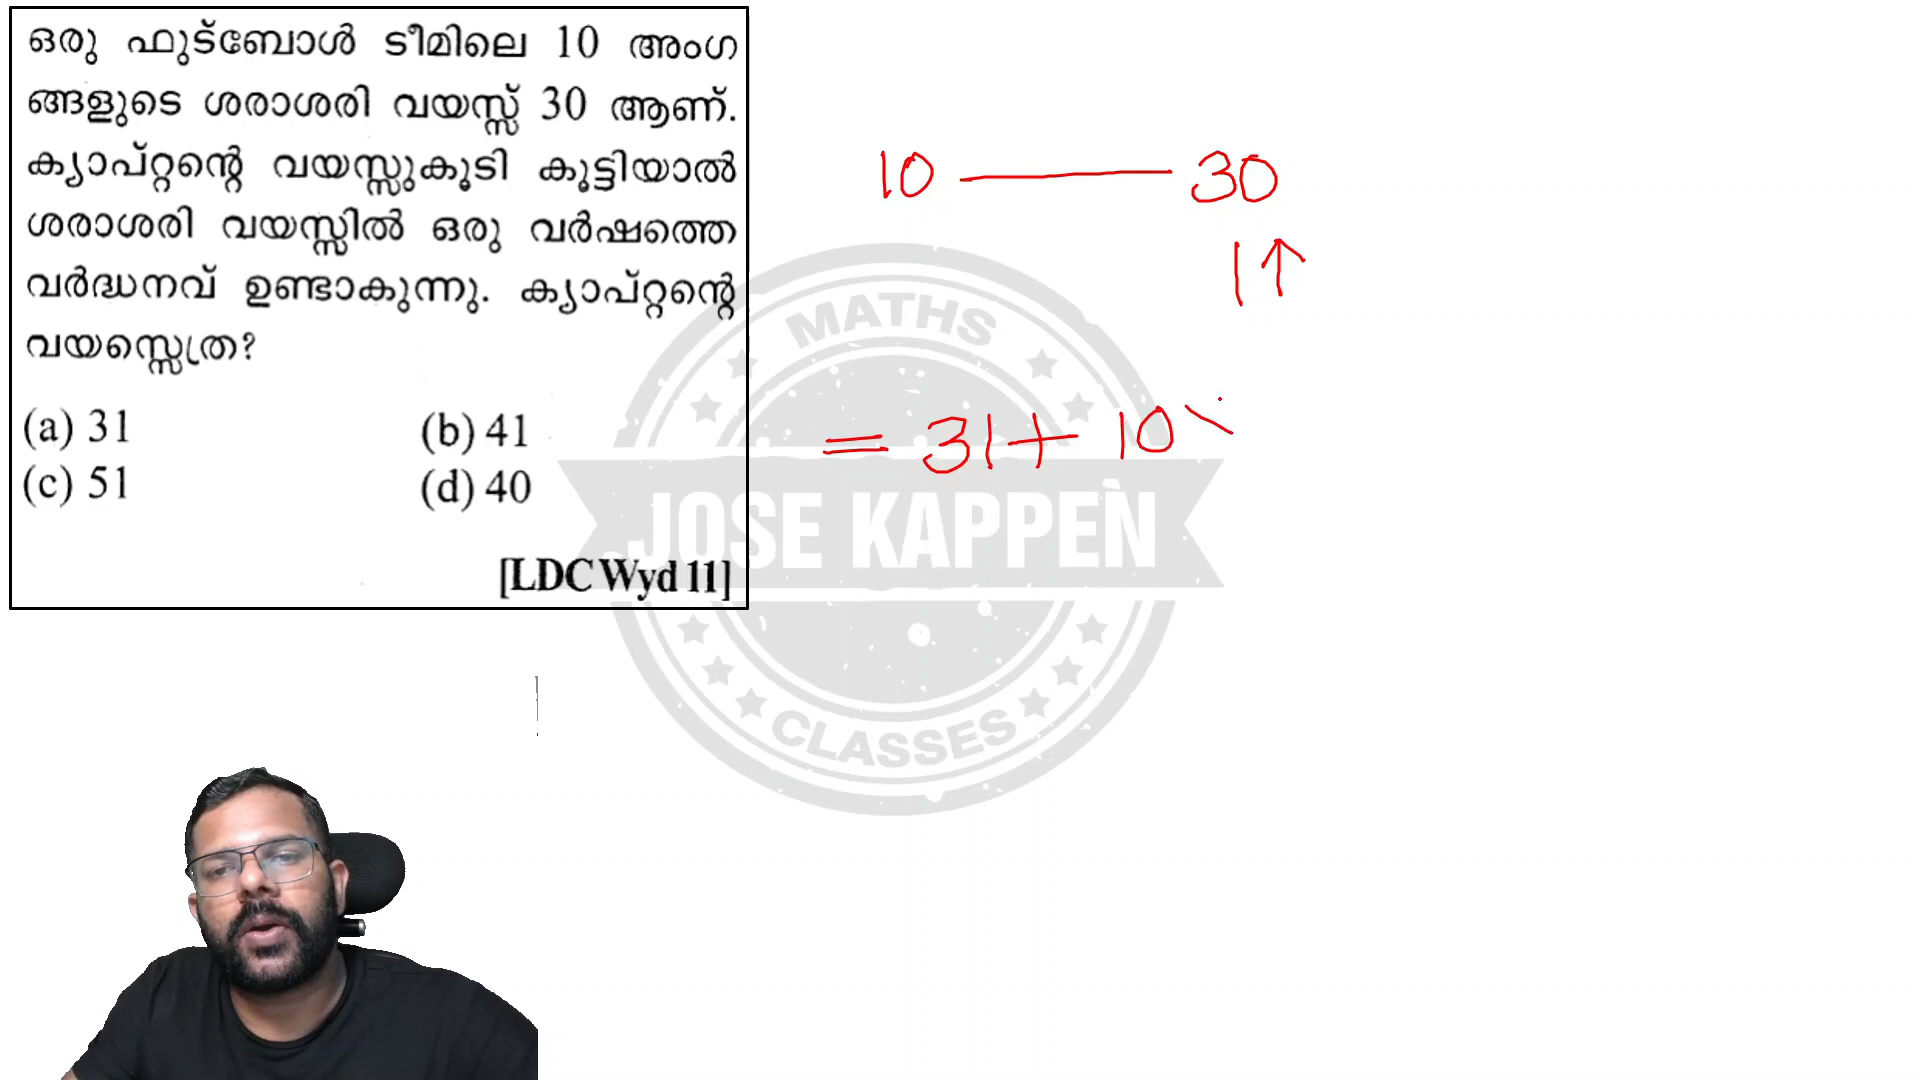 ഒരു ഫുട്ബോൾ ടീമിലെ 10 അംഗ
ങ്ങളുടെ ശരാശരി വയസ്സ് 30 ആണ്.
ക്യാപ്റ്റന്റെ വയസ്സുകൂടി കൂട്ടിയാൽ
ശരാശരി വയസ്സിൽ ഒരു വർഷത്തെ
വർദ്ധനവ് ഉണ്ടാകുന്നു. ക്യാപ്റ്റന്റെ
വയസ്സെത്ര?
(a) 31 (b) 41
(c) 51 (d) 40
[LDC Wyd 11]
10 — 30
1↑
= 31 + 10
MATHS
JOSE KAPPEN
CLASSES